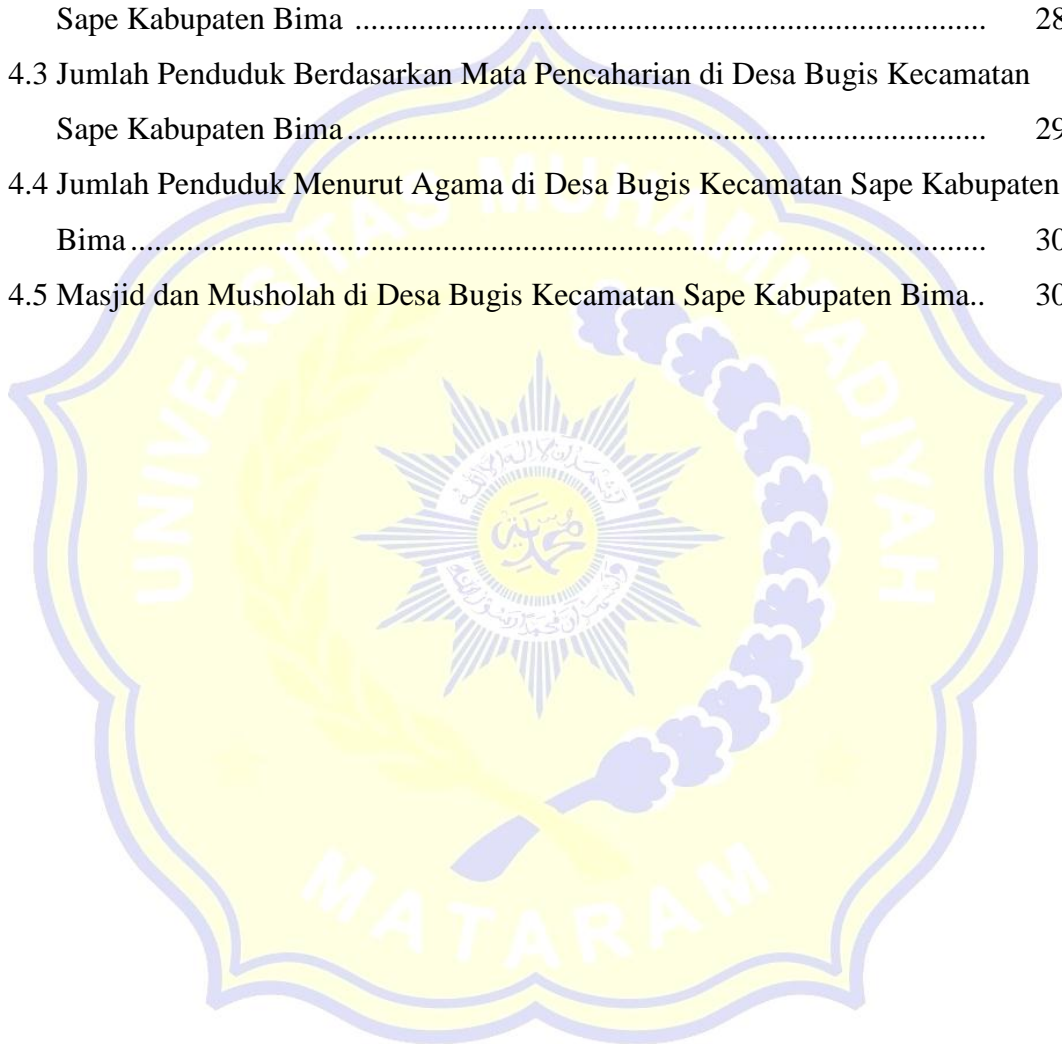 Sape Kabupaten Bima ................................................................................ 28
4.3 Jumlah Penduduk Berdasarkan Mata Pencaharian di Desa Bugis Kecamatan
Sape Kabupaten Bima ................................................................................ 29
4.4 Jumlah Penduduk Menurut Agama di Desa Bugis Kecamatan Sape Kabupaten
Bima ............................................................................................................ 30
4.5 Masjid dan Musholah di Desa Bugis Kecamatan Sape Kabupaten Bima.. 30
UNIVERSITAS MUHAMMADIYAH
MATARAM